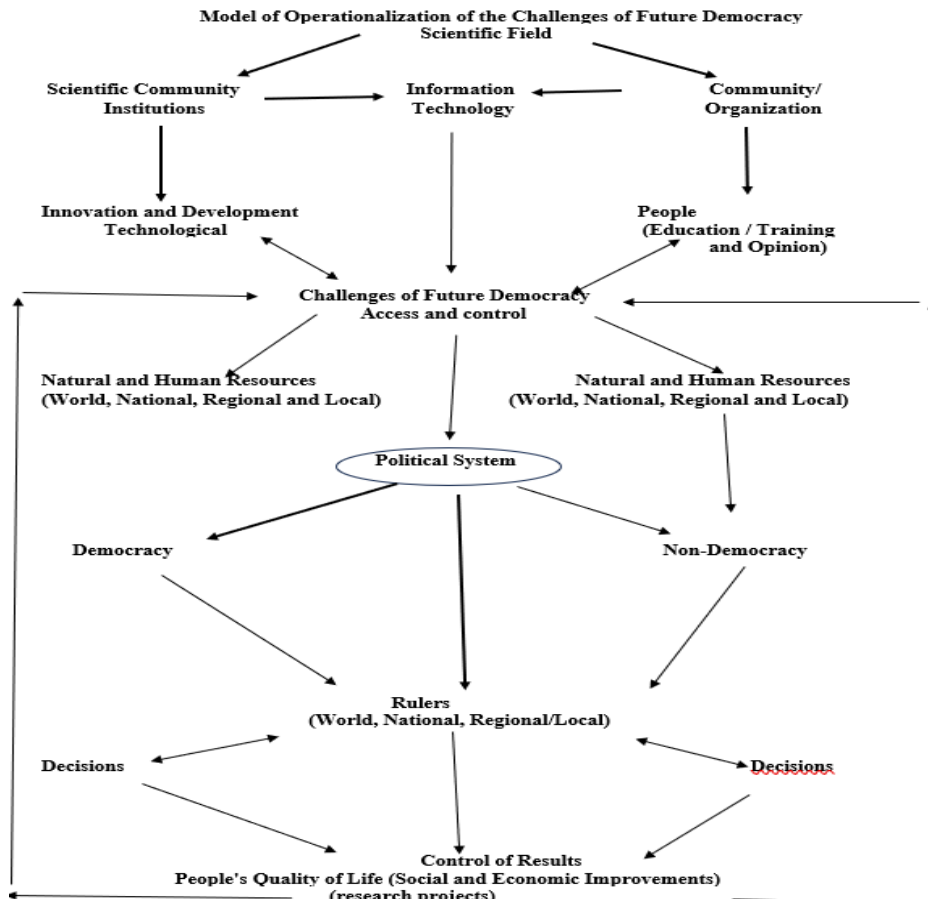 Model of Operationalization of the Challenges of Future Democracy
Scientific Field
Scientific Community
Institutions
Information
Technology
Community/
Organization
Innovation and Development
Technological
People
(Education / Training
and Opinion)
Challenges of Future Democracy
Access and control
Natural and Human Resources
(World, National, Regional and Local)
Natural and Human Resources
(World, National, Regional and Local)
Political System
Democracy
Non-Democracy
Rulers
(World, National, Regional/Local)
Decisions
Decisions
Control of Results
People's Quality of Life (Social and Economic Improvements)
(research projects)